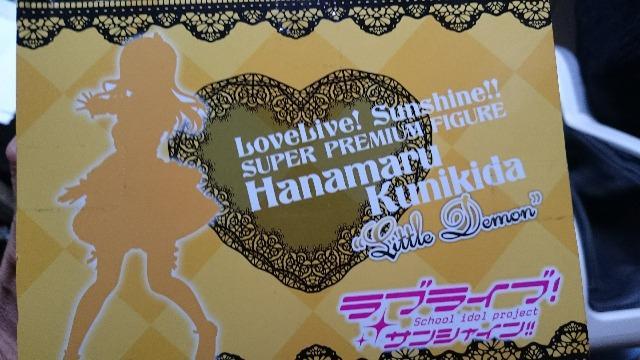 LoveLive! Sunshine!!
SUPER PREMIUM FIGURE
Hanamaru
Kunikida
"Little Demon"
ラブライブ!
School idol project
サンシャイン!!